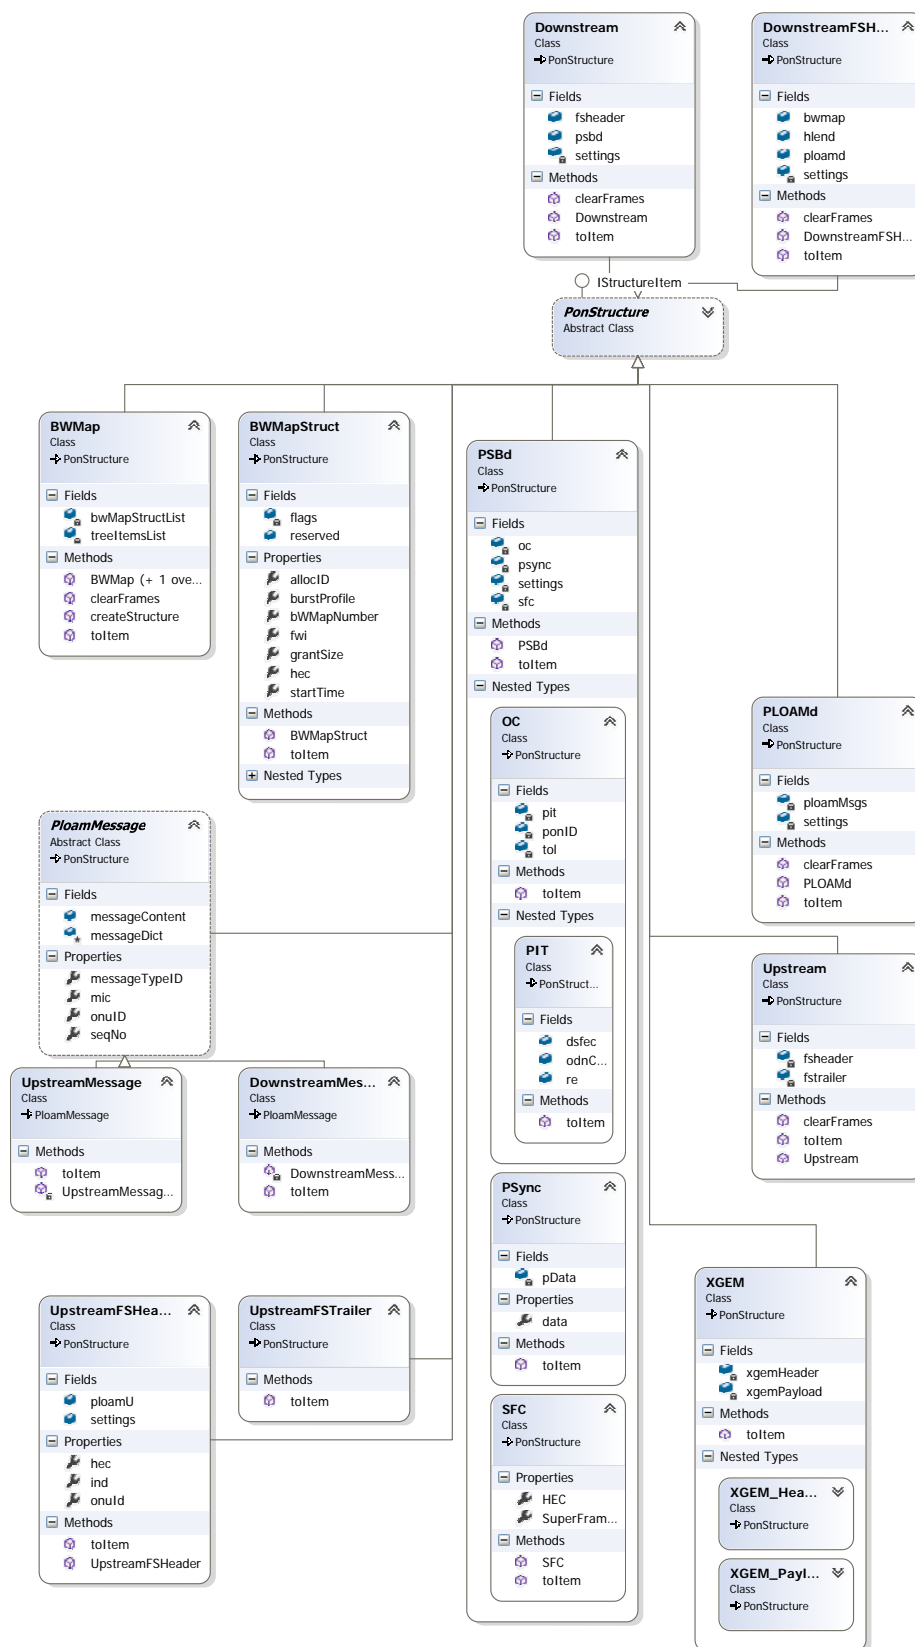 Downstream
Class
PonStructure
Fields
fsheader
psbd
settings
Methods
clearFrames
Downstream
toItem
DownstreamFSH...
Class
PonStructure
Fields
bwmap
hlend
ploamd
settings
Methods
clearFrames
DownstreamFSH...
toItem
IStructureItem
PonStructure
Abstract Class
BWMap
Class
PonStructure
Fields
bwMapStructList
treeItemsList
Methods
BWMap (+ 1 ove...
clearFrames
createStructure
toItem
BWMapStruct
Class
PonStructure
Fields
flags
reserved
Properties
allocID
burstProfile
bWMapNumber
fwi
grantSize
hec
startTime
Methods
BWMapStruct
toItem
Nested Types
PSBd
Class
PonStructure
Fields
oc
psync
settings
sfc
Methods
PSBd
toItem
Nested Types
OC
Class
PonStructure
Fields
pit
ponID
tol
Methods
toItem
Nested Types
PIT
Class
PonStruct...
Fields
dsfec
odnC...
re
Methods
toItem
PSync
Class
PonStructure
Fields
pData
Properties
data
Methods
toItem
SFC
Class
PonStructure
Properties
HEC
SuperFram...
Methods
SFC
toItem
PLOAMd
Class
PonStructure
Fields
ploamMsgs
settings
Methods
clearFrames
PLOAMd
toItem
PloamMessage
Abstract Class
PonStructure
Fields
messageContent
messageDict
Properties
messageTypeID
mic
onuID
seqNo
Upstream
Class
PonStructure
Fields
fsheader
fstrailer
Methods
clearFrames
toItem
Upstream
UpstreamMessage
Class
PloamMessage
Methods
toItem
UpstreamMessag...
DownstreamMes...
Class
PloamMessage
Methods
DownstreamMess...
toItem
UpstreamFSHea...
Class
PonStructure
Fields
ploamU
settings
Properties
hec
ind
onuId
Methods
toItem
UpstreamFSHeader
UpstreamFSTrailer
Class
PonStructure
Methods
toItem
XGEM
Class
PonStructure
Fields
xgemHeader
xgemPayload
Methods
toItem
Nested Types
XGEM_Hea...
Class
PonStructure
XGEM_Payl...
Class
PonStructure